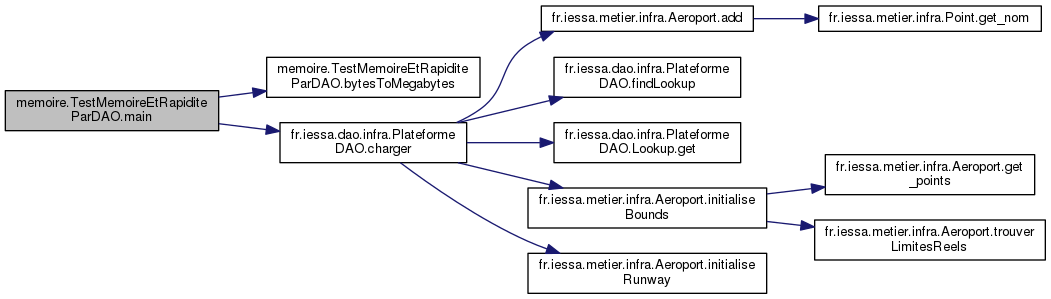 memoire.TestMemoireEtRapidite
ParDAO.main
memoire.TestMemoireEtRapidite
ParDAO.bytesToMegabytes
fr.iessa.dao.infra.Plateforme
DAO.charger
fr.iessa.metier.infra.Aeroport.add
fr.iessa.dao.infra.Plateforme
DAO.findLookup
fr.iessa.dao.infra.Plateforme
DAO.Lookup.get
fr.iessa.metier.infra.Aeroport.initialise
Bounds
fr.iessa.metier.infra.Aeroport.initialise
Runway
fr.iessa.metier.infra.Point.get_nom
fr.iessa.metier.infra.Aeroport.get
_points
fr.iessa.metier.infra.Aeroport.trouver
LimitesReels